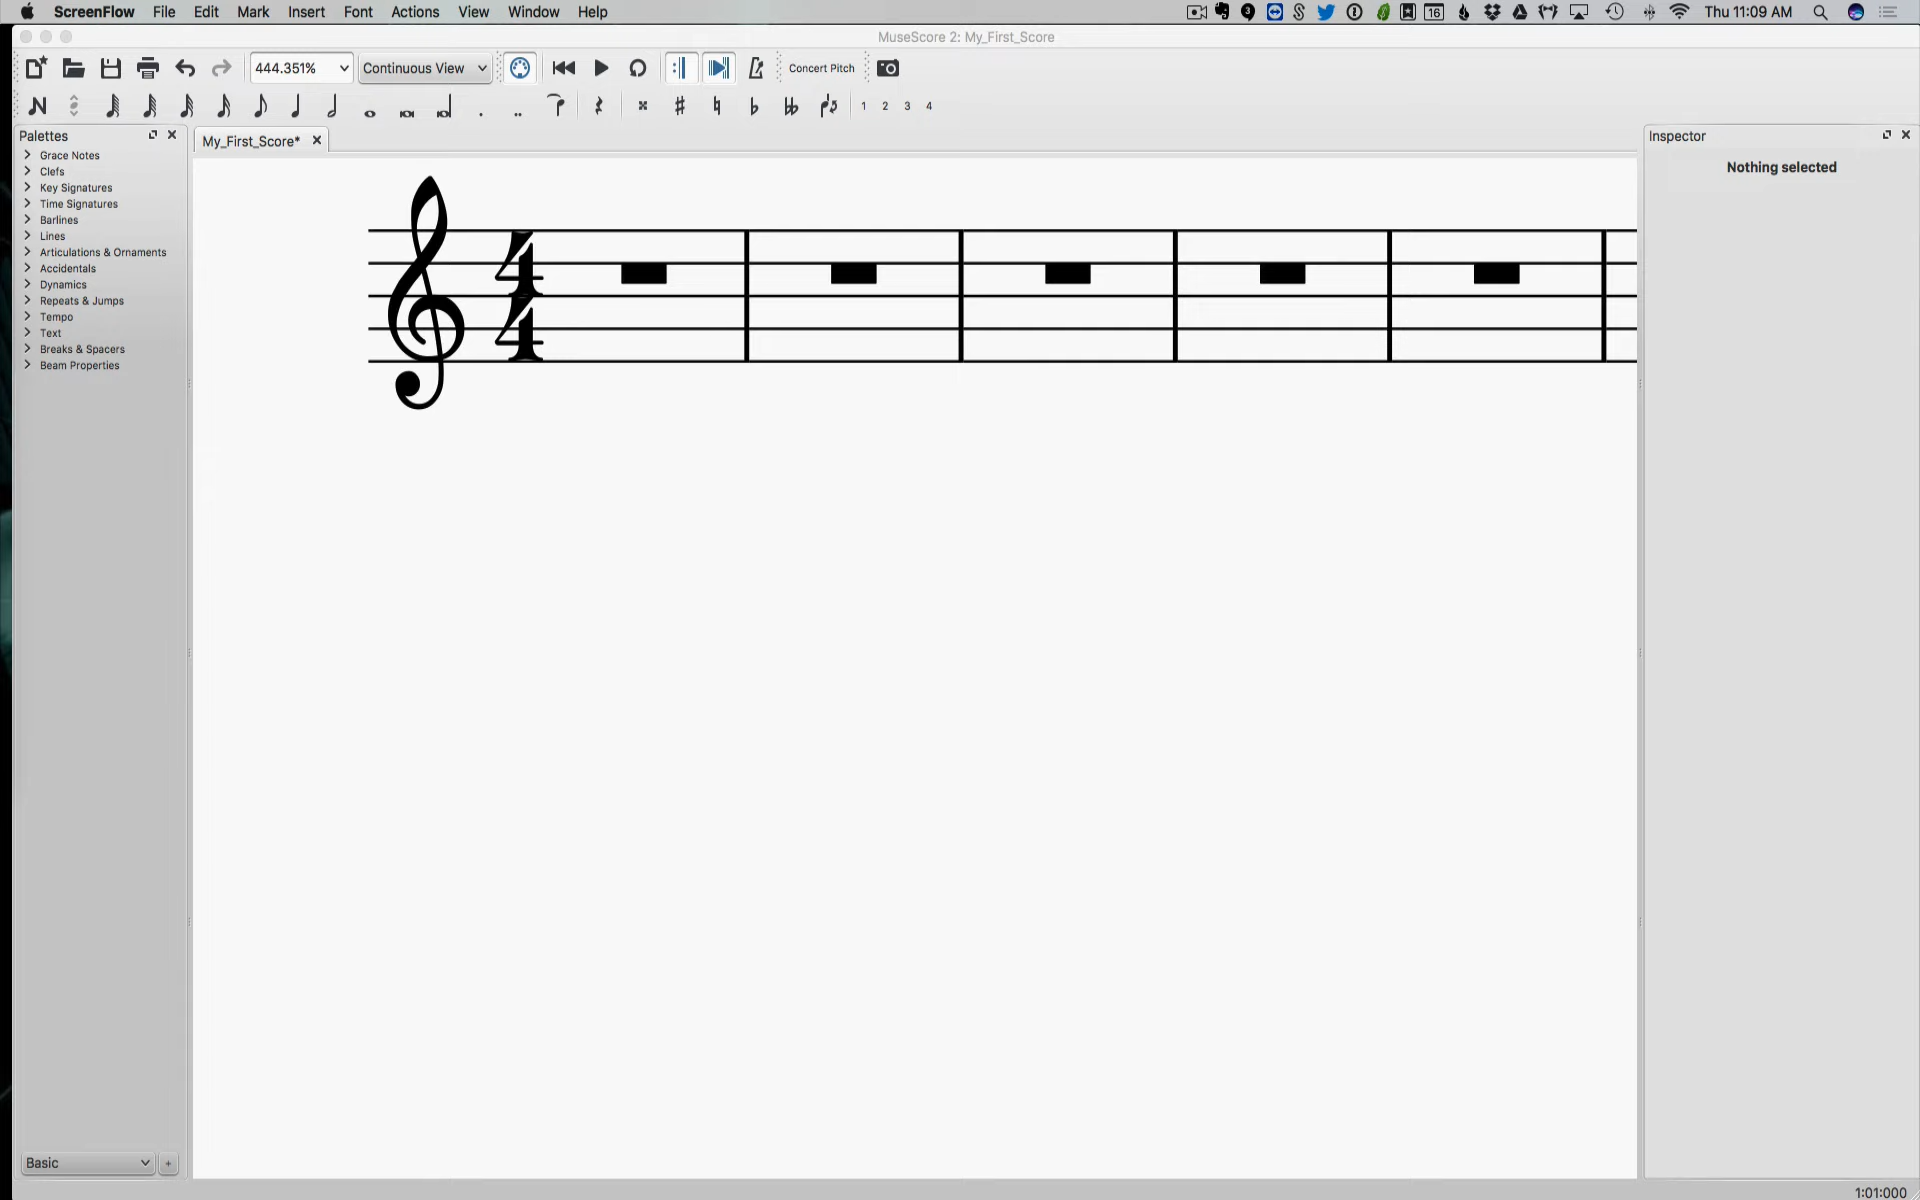 ScreenFlow File Edit Mark Insert Font Actions View Window Help 16 Thu 11:09 AM
MuseScore 2: My_First_Score
444.351% Continuous View Concert Pitch
1 2 3 4
Palettes
Grace Notes
Clefs
Key Signatures
Time Signatures
Barlines
Lines
Articulations & Ornaments
Accidentals
Dynamics
Repeats & Jumps
Tempo
Text
Breaks & Spacers
Beam Properties
Basic
My_First_Score*
4
4
Inspector
Nothing selected
1:01:000